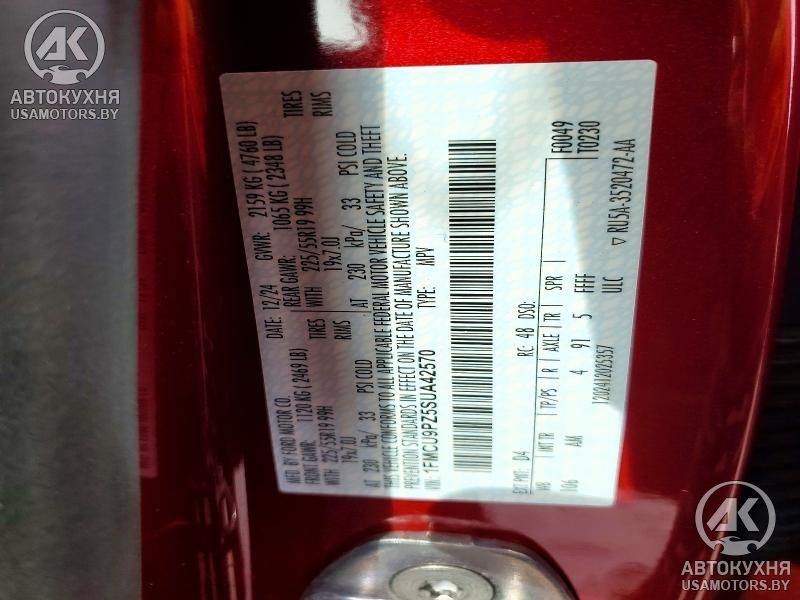 АВТОКУХНЯ
USAMOTORS.BY
MFD. BY FORD MOTOR CO.
DATE: 12/24 GVWR: 2159 KG ( 4760 LB)
FRONT GAWR: 1120 KG ( 2469 LB) REAR GAWR: 1065 KG ( 2348 LB)
WITH 225/55R19 99H TIRES WITH 225/55R19 99H TIRES
19x7.0J RIMS 19x7.0J RIMS
AT 230 kPa/ 33 PSI COLD AT 230 kPa/ 33 PSI COLD
THIS VEHICLE CONFORMS TO ALL APPLICABLE FEDERAL MOTOR VEHICLE SAFETY AND THEFT
PREVENTION STANDARDS IN EFFECT ON THE DATE OF MANUFACTURE SHOWN ABOVE.
VIN: 1FMCU9PZ5SUA42570 TYPE: MPV
F0049
T0230
EXT PNT: D4 RC: 48 DSO:
WB INT TR TP/PS R AXLE TR SPR
106 AM 4 91 5 FFFF
1202412025357 ULC
▽ RU5A-3520472-AA
АВТОКУХНЯ
USAMOTORS.BY